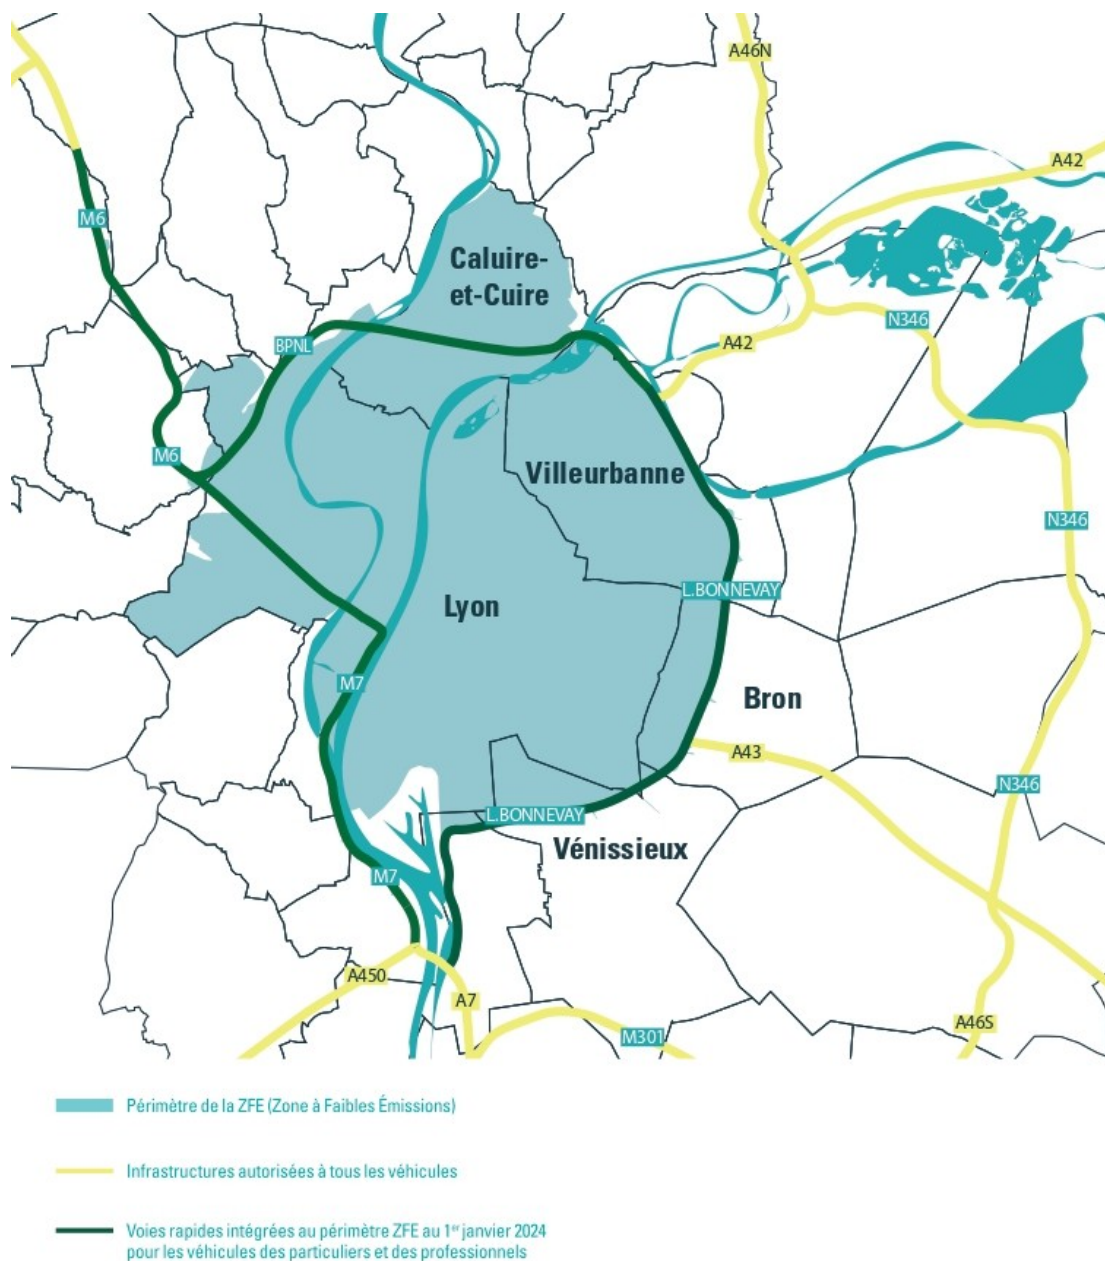 A46N
A42
M6
Caluire-
et-Cuire
N346
BPNL
A42
M6
Villeurbanne
N346
L.BONNEVAY
Lyon
M7
Bron
A43
N346
L.BONNEVAY
Vénissieux
M7
A450
A7
A46S
M301
Périmètre de la ZFE (Zone à Faibles Émissions)
Infrastructures autorisées à tous les véhicules
Voies rapides intégrées au périmètre ZFE au 1er janvier 2024
pour les véhicules des particuliers et des professionnels